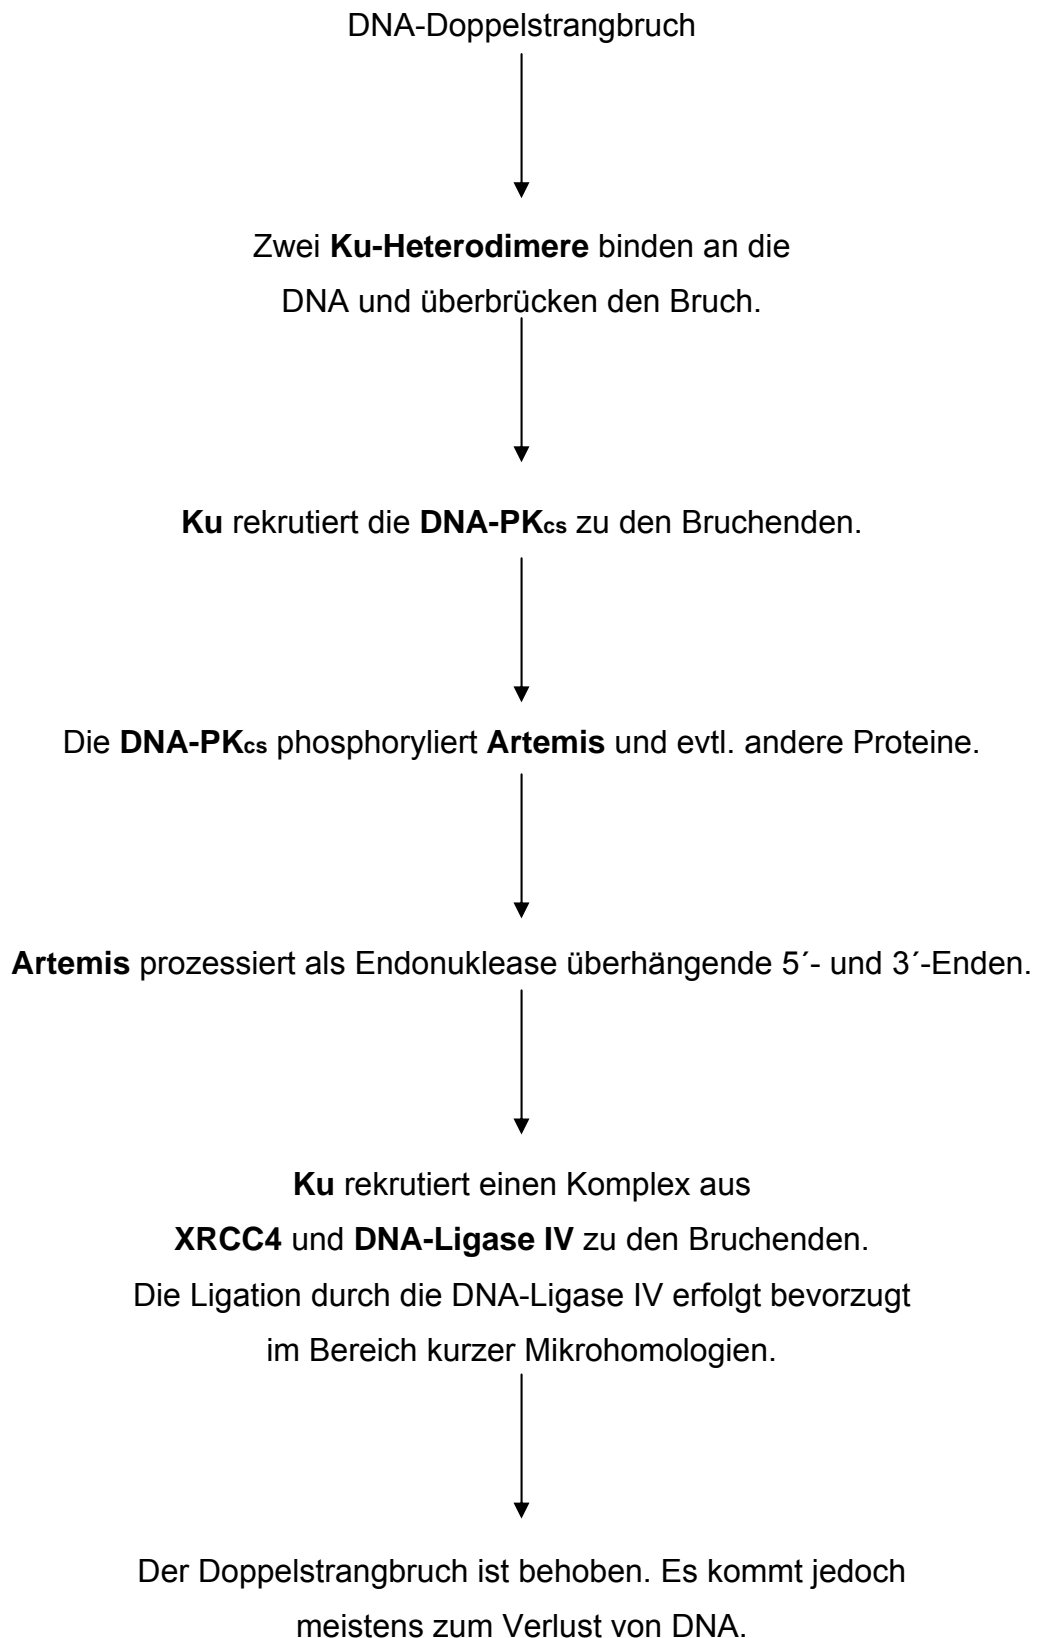 DNA-Doppelstrangbruch
Zwei Ku-Heterodimere binden an die
DNA und überbrücken den Bruch.
Ku rekrutiert die DNA-PKcs zu den Bruchenden.
Die DNA-PKcs phosphoryliert Artemis und evtl. andere Proteine.
Artemis prozessiert als Endonuklease überhängende 5´- und 3´-Enden.
Ku rekrutiert einen Komplex aus
XRCC4 und DNA-Ligase IV zu den Bruchenden.
Die Ligation durch die DNA-Ligase IV erfolgt bevorzugt
im Bereich kurzer Mikrohomologien.
Der Doppelstrangbruch ist behoben. Es kommt jedoch
meistens zum Verlust von DNA.